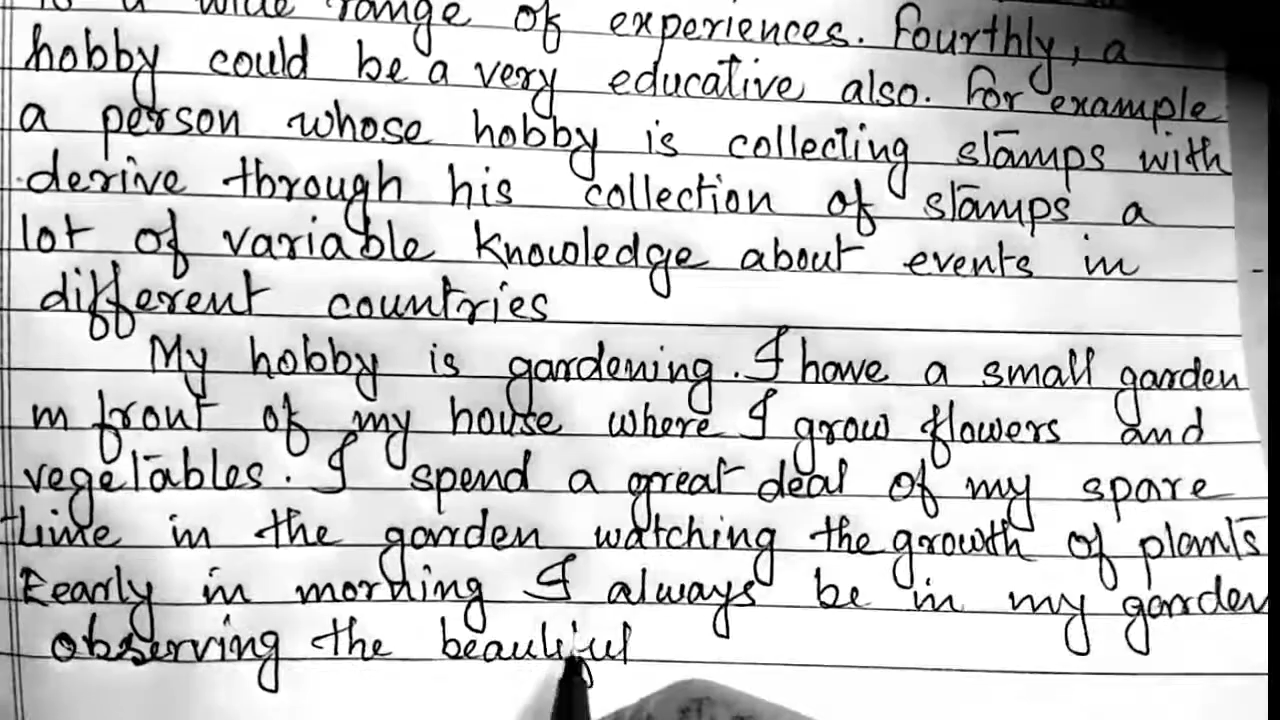 a wide range of experiences. Fourthly, a
hobby could be a very educative also. For example
a person whose hobby is collecting stamps with
derive through his collection of stamps a
lot of variable knowledge about events in
different countries
My hobby is gardening. I have a small garden
in front of my house where I grow flowers and
vegetables. I spend a great deal of my spare
time in the garden watching the growth of plants
Eearly in morning I always be in my garden
observing the beautiful